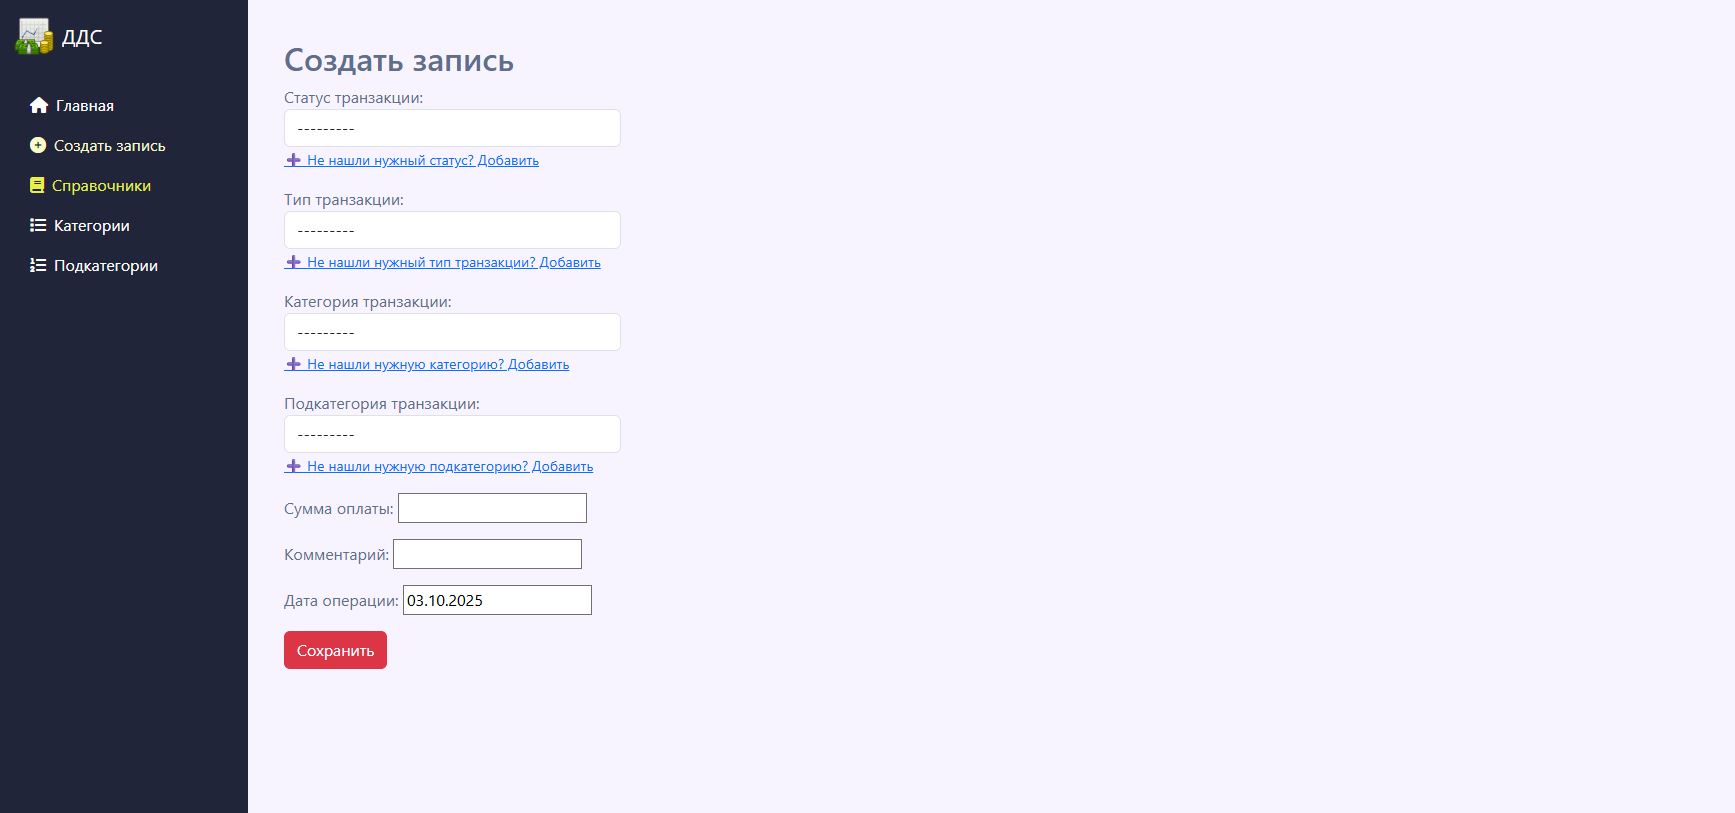 ДДС
Главная
Создать запись
Справочники
Категории
Подкатегории
Создать запись
Статус транзакции:
---------
Не нашли нужный статус? Добавить
Тип транзакции:
---------
Не нашли нужный тип транзакции? Добавить
Категория транзакции:
---------
Не нашли нужную категорию? Добавить
Подкатегория транзакции:
---------
Не нашли нужную подкатегорию? Добавить
Сумма оплаты:
Комментарий:
Дата операции: 03.10.2025
Сохранить